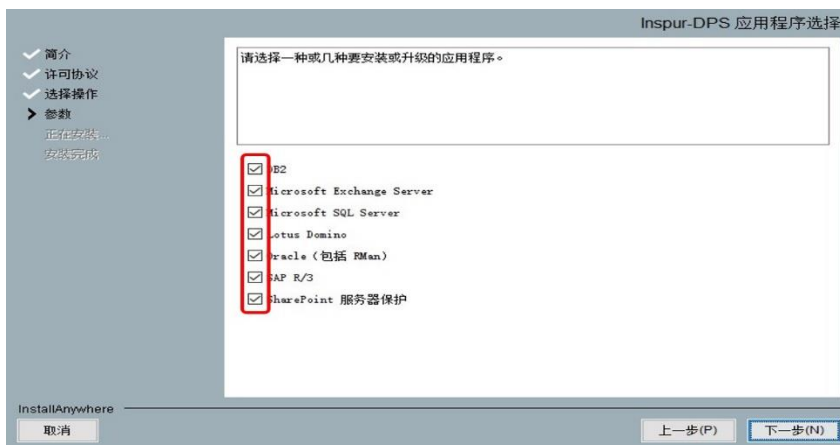 Inspur-DPS 应用程序选择
简介
许可协议
选择操作
参数
正在安装...
安装完成
请选择一种或几种要安装或升级的应用程序。
DB2
Microsoft Exchange Server
Microsoft SQL Server
Lotus Domino
Oracle（包括 RMan）
SAP R/3
SharePoint 服务器保护
InstallAnywhere
取消
上一步(P)
下一步(N)